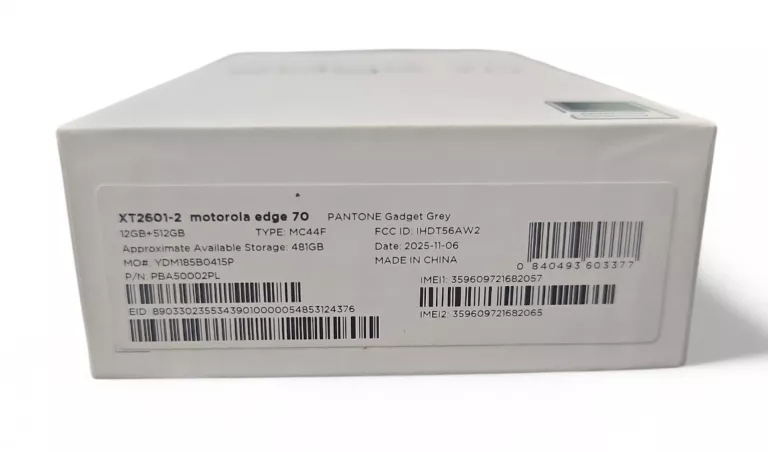 XT2601-2 motorola edge 70 PANTONE Gadget Grey
12GB+512GB TYPE: MC44F FCC ID: IHDT56AW2
Approximate Available Storage: 481GB Date: 2025-11-06
MO#: YDM185B0415P MADE IN CHINA
P/N: PBA50002PL
0 840493 603377
IMEI1: 359609721682057
EID: 89033023553439010000054853124376
IMEI2: 359609721682065